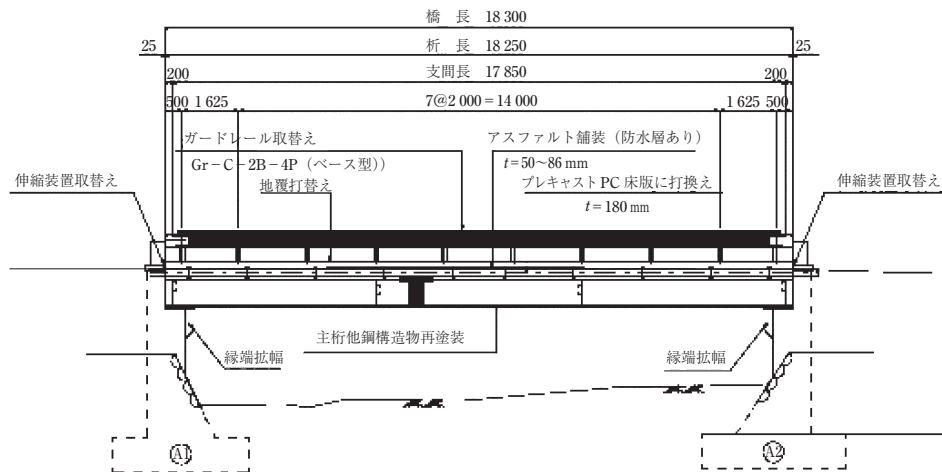 橋 長 18 300
25 桁 長 18 250 25
200 支間長 17 850 200
500 1 625 7@2 000 = 14 000 1 625 500
ガードレール取替え アスファルト舗装（防水層あり）
Gr − C − 2B − 4P（ベース型)） t = 50〜86 mm
伸縮装置取替え 地覆打替え プレキャスト PC 床版に打換え 伸縮装置取替え
t = 180 mm
主桁他鋼構造物再塗装
縁端拡幅 縁端拡幅
A1 A2